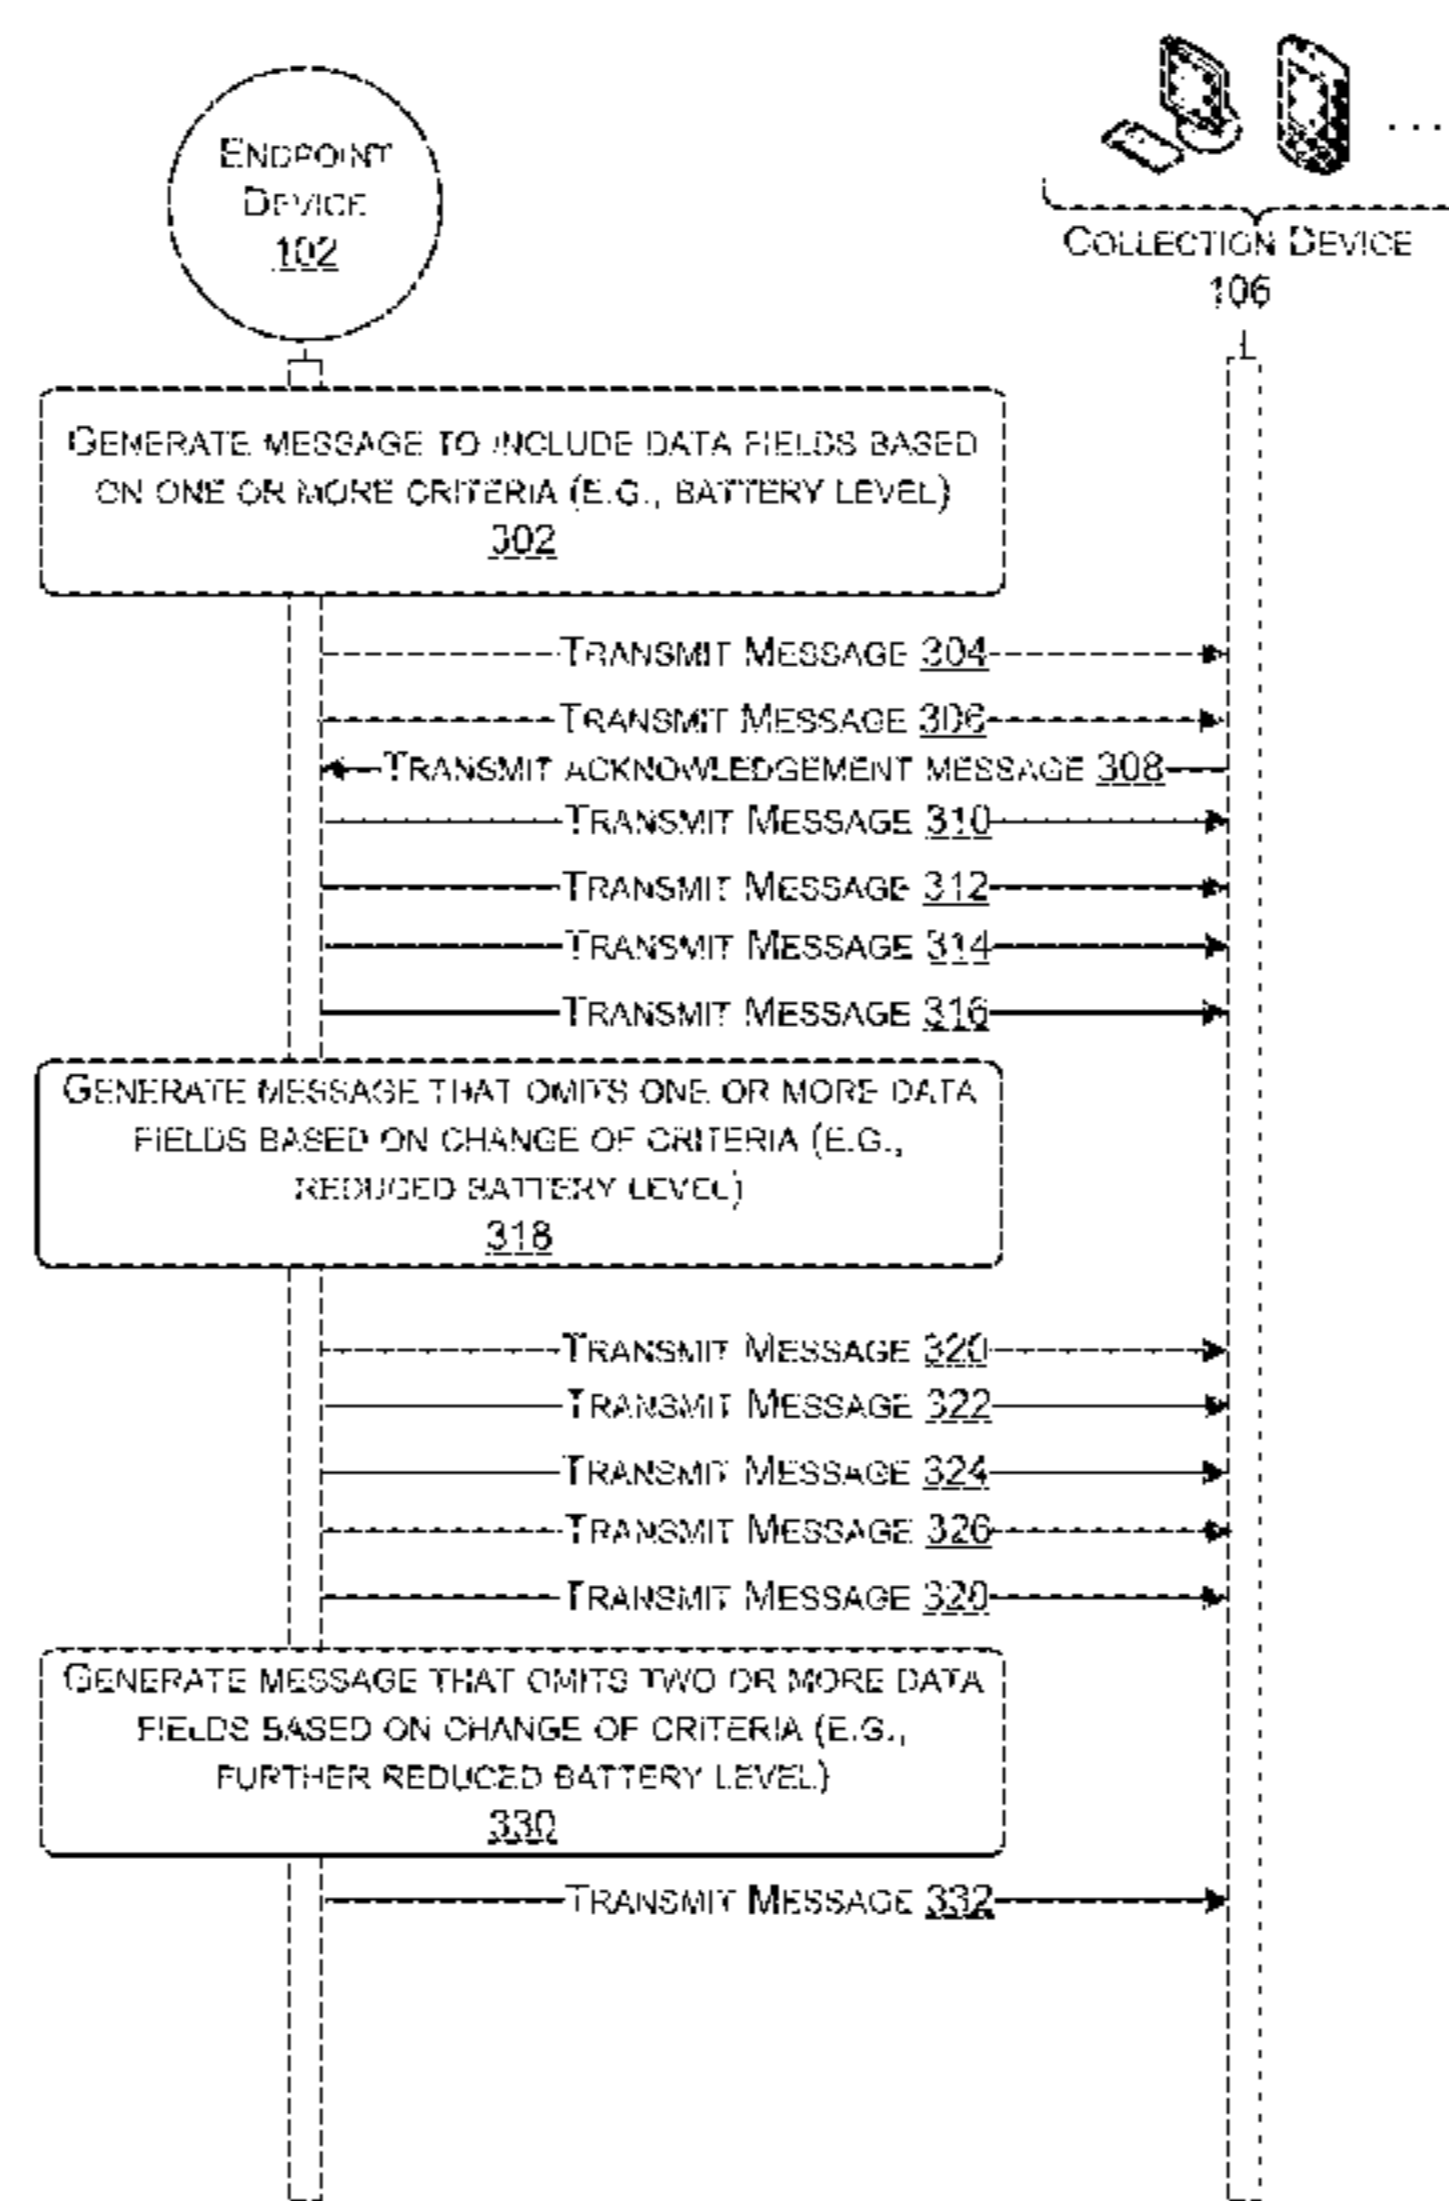 ENDPOINT
DEVICE
102
...
COLLECTION DEVICE
106
GENERATE MESSAGE TO INCLUDE DATA FIELDS BASED
ON ONE OR MORE CRITERIA (E.G., BATTERY LEVEL)
302
TRANSMIT MESSAGE 304
TRANSMIT MESSAGE 306
TRANSMIT ACKNOWLEDGEMENT MESSAGE 308
TRANSMIT MESSAGE 310
TRANSMIT MESSAGE 312
TRANSMIT MESSAGE 314
TRANSMIT MESSAGE 316
GENERATE MESSAGE THAT OMITS ONE OR MORE DATA
FIELDS BASED ON CHANGE OF CRITERIA (E.G.,
REDUCED BATTERY LEVEL)
318
TRANSMIT MESSAGE 320
TRANSMIT MESSAGE 322
TRANSMIT MESSAGE 324
TRANSMIT MESSAGE 326
TRANSMIT MESSAGE 328
GENERATE MESSAGE THAT OMITS TWO OR MORE DATA
FIELDS BASED ON CHANGE OF CRITERIA (E.G.,
FURTHER REDUCED BATTERY LEVEL)
330
TRANSMIT MESSAGE 332